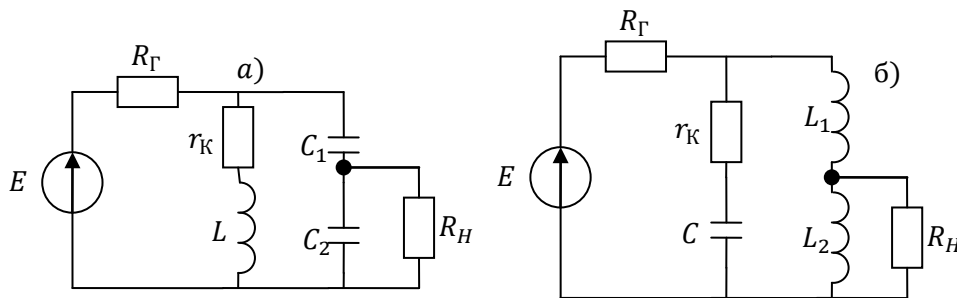 R_Г а)
r_К C_1
E
L C_2 R_H
R_Г б)
r_К L_1
E
C L_2 R_H